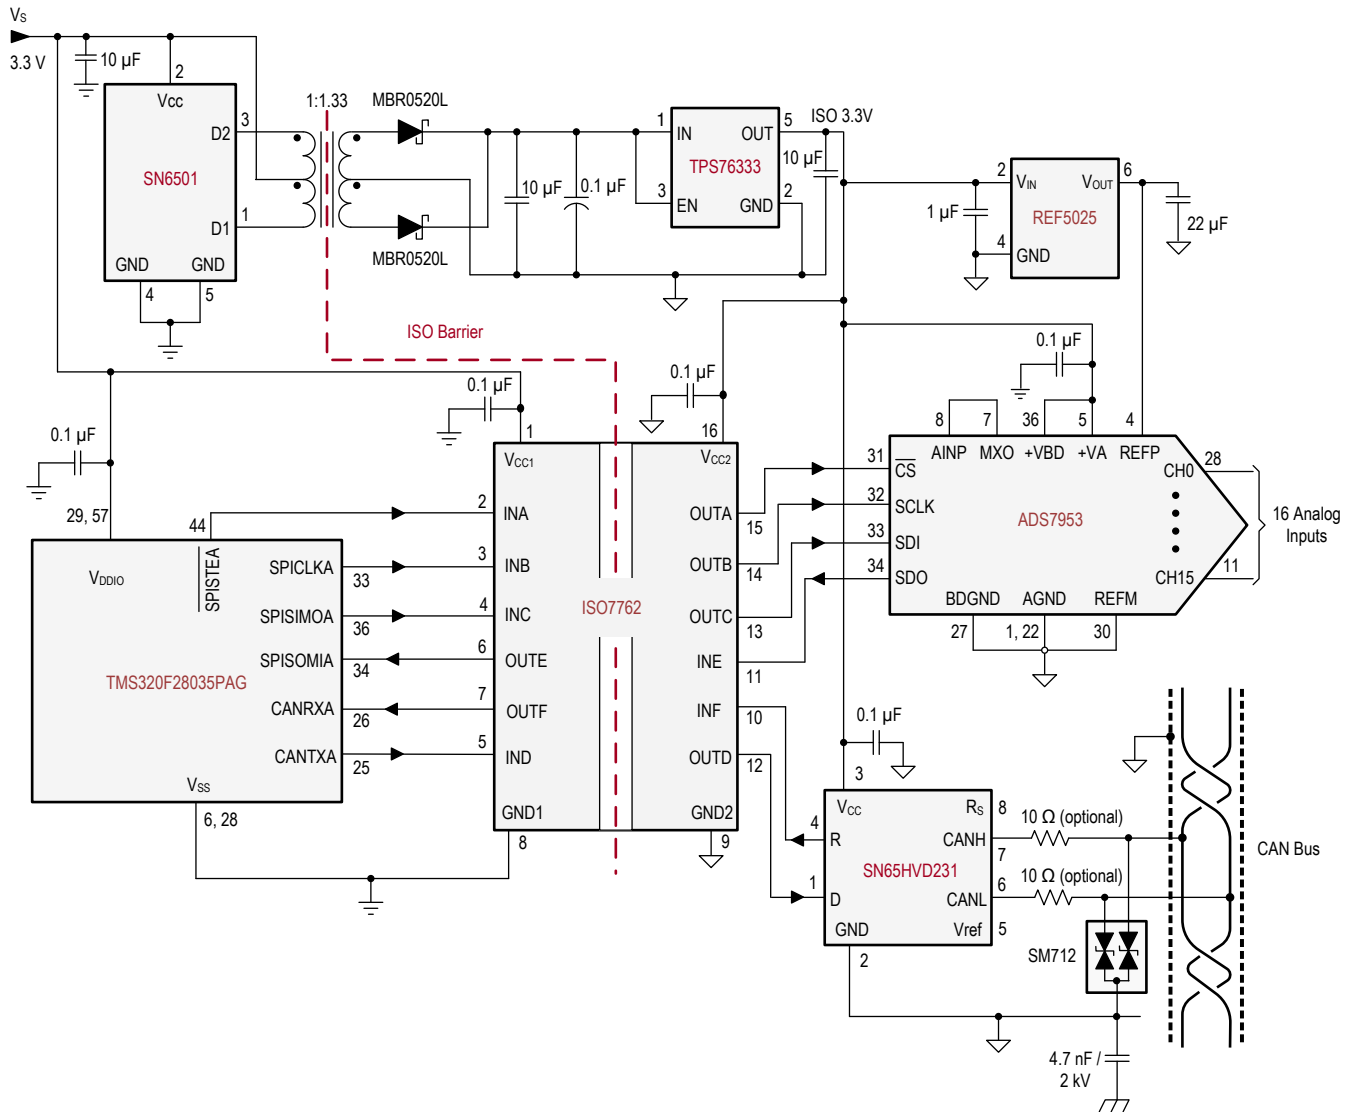 Vs
3.3 V
10 µF
2
Vcc
D2
3
SN6501
D1
1
GND
GND
4
5
1:1.33
MBR0520L
MBR0520L
10 µF
0.1 µF
1
IN
OUT
5
TPS76333
3
EN
GND
2
10 µF
ISO 3.3V
1 µF
2
VIN
VOUT
6
REF5025
4
GND
22 µF
ISO Barrier
0.1 µF
0.1 µF
0.1 µF
0.1 µF
29, 57
44
VDDIO
SPISTEA
SPICLKA
33
SPISIMOA
36
SPISOMIA
34
TMS320F28035PAG
CANRXA
26
CANTXA
25
VSS
6, 28
1
VCC1
2
INA
3
INB
4
INC
6
OUTE
7
OUTF
5
IND
GND1
8
ISO7762
16
VCC2
OUTA
15
OUTB
14
OUTC
13
INE
11
INF
10
OUTD
12
GND2
9
8
7
36
5
4
AINP
MXO
+VBD
+VA
REFP
31
CS
32
SCLK
33
SDI
34
SDO
ADS7953
CH0
28
CH15
11
16 Analog
Inputs
BDGND
AGND
REFM
27
1, 22
30
0.1 µF
3
VCC
RS
8
4
R
CANH
7
SN65HVD231
1
D
CANL
6
GND
Vref
5
2
10 Ω (optional)
10 Ω (optional)
SM712
CAN Bus
4.7 nF /
2 kV